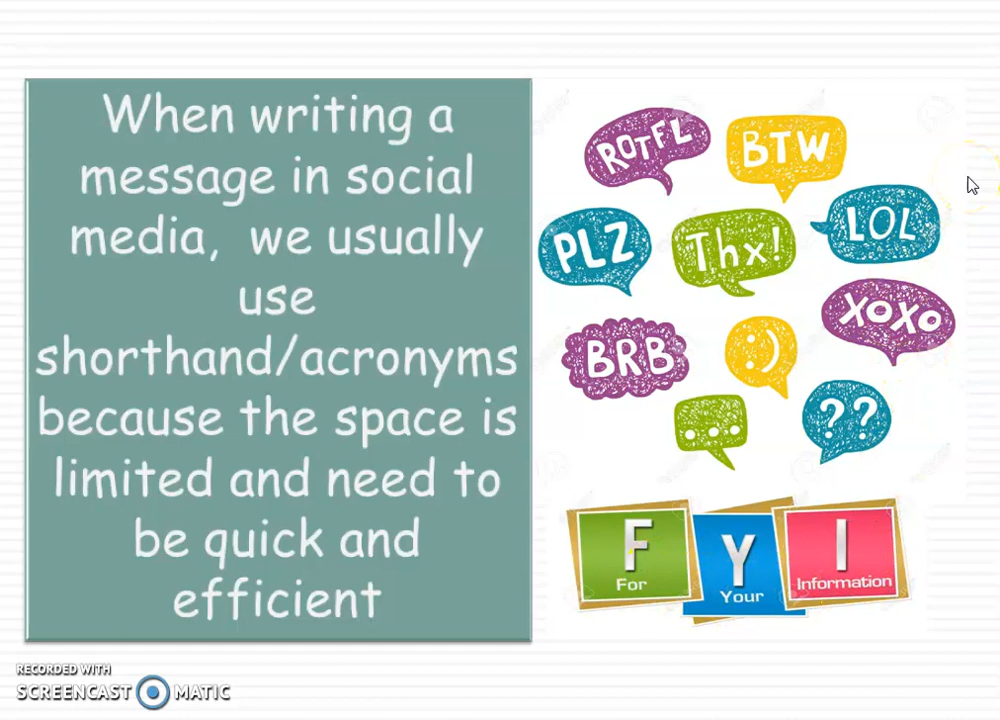 When writing a
message in social
media, we usually
use
shorthand/acronyms
because the space is
limited and need to
be quick and
efficient
ROTFL
BTW
PLZ
Thx!
LOL
XOXO
BRB
:)
...
??
F
For
Y
Your
I
Information
RECORDED WITH
SCREENCAST MATIC